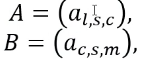 A = (a_{l,s,c}),
B = (a_{c,s,m},